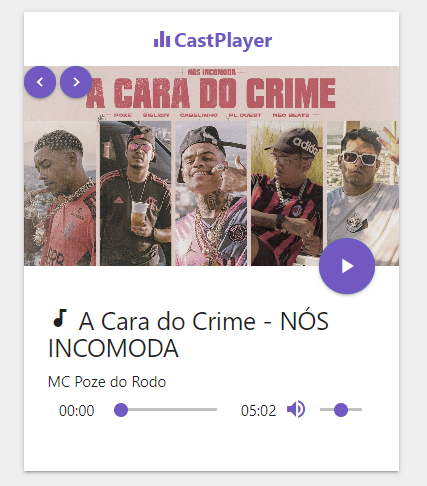 CastPlayer
NÓS INCOMODA
A CARA DO CRIME
POZE BIELZIN CABELINHO PL QUEST NEO BEATS
A Cara do Crime - NÓS
INCOMODA
MC Poze do Rodo
00:00 05:02